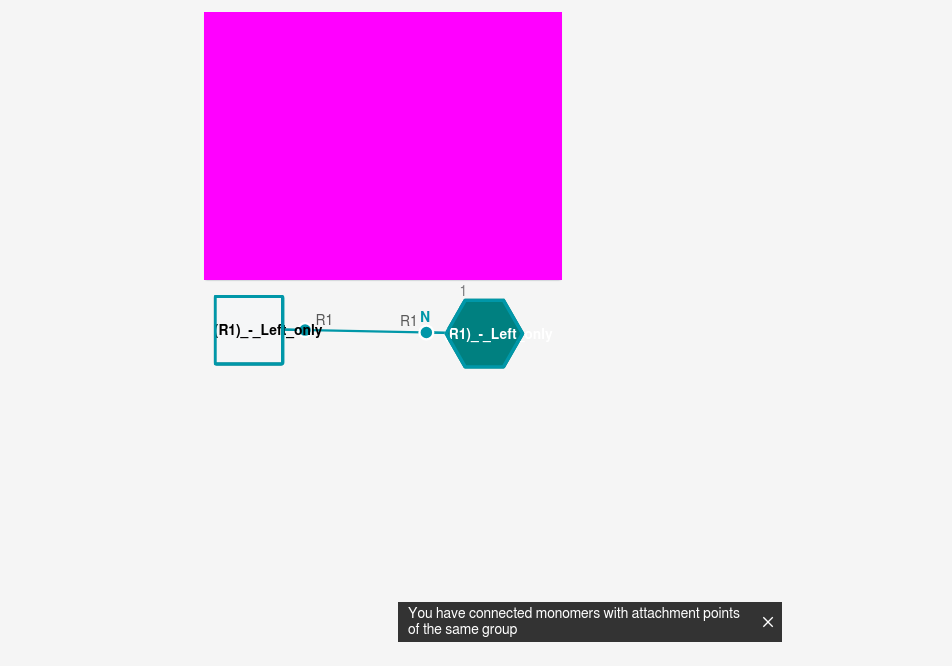 1
R1
R1
N
(R1)_-_Left_only
R1)_-_Left_only
You have connected monomers with attachment points
of the same group